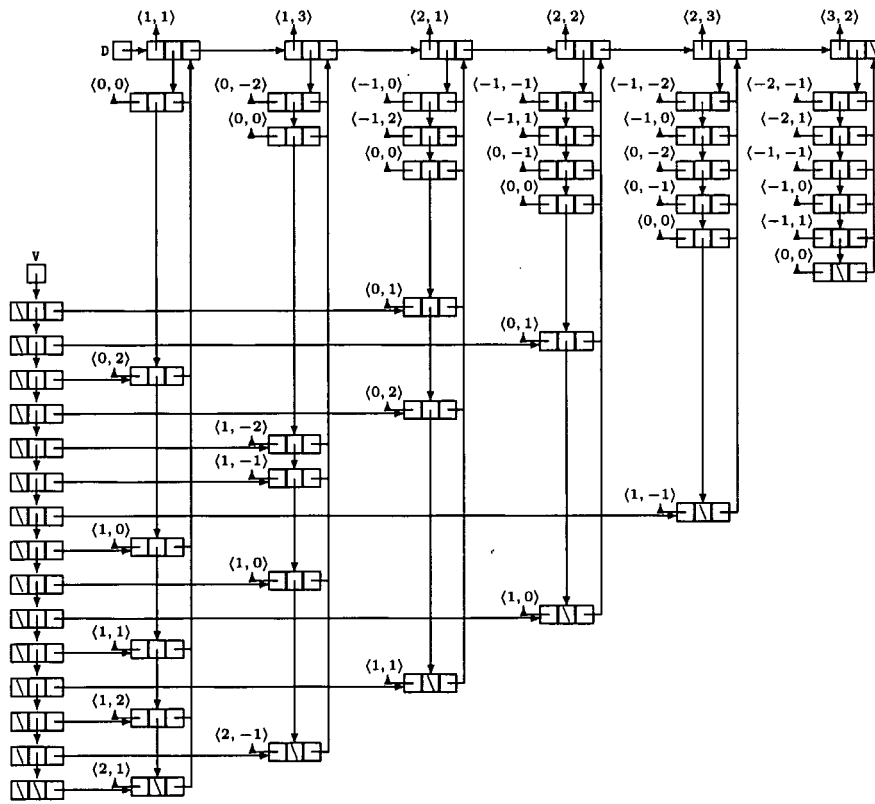 ⟨1, 1⟩ ⟨1, 3⟩ ⟨2, 1⟩ ⟨2, 2⟩ ⟨2, 3⟩ ⟨3, 2⟩
D
⟨0, 0⟩ ⟨0, −2⟩ ⟨−1, 0⟩ ⟨−1, −1⟩ ⟨−1, −2⟩ ⟨−2, −1⟩
⟨0, 0⟩ ⟨−1, 2⟩ ⟨−1, 1⟩ ⟨−1, 0⟩ ⟨−2, 1⟩
⟨0, 0⟩ ⟨0, −1⟩ ⟨0, −2⟩ ⟨−1, −1⟩
⟨0, 0⟩ ⟨0, −1⟩ ⟨−1, 0⟩
⟨0, 0⟩ ⟨−1, 1⟩
V ⟨0, 0⟩
⟨0, 1⟩
⟨0, 1⟩
⟨0, 2⟩
⟨0, 2⟩
⟨1, −2⟩
⟨1, −1⟩
⟨1, −1⟩
⟨1, 0⟩
⟨1, 0⟩
⟨1, 0⟩
⟨1, 1⟩
⟨1, 1⟩
⟨1, 2⟩
⟨2, −1⟩
⟨2, 1⟩